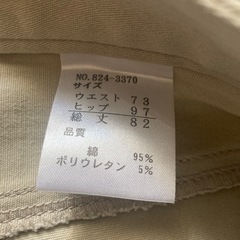 NO.824-3370
サイズ
ウエスト 73
ヒップ 97
総丈 82
品質
綿 95%
ポリウレタン 5%